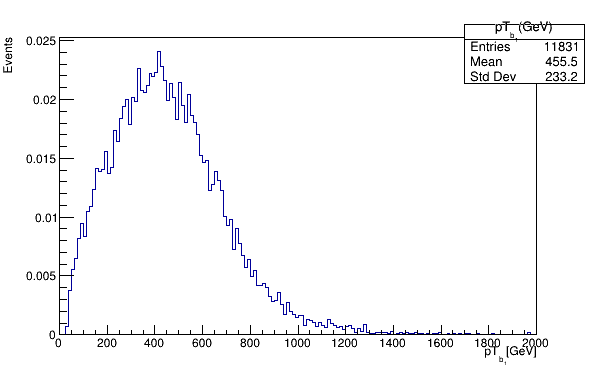 pT_b₁(GeV)
Entries 11831
Mean 455.5
Std Dev 233.2
Events
0.025
0.02
0.015
0.01
0.005
0
0 200 400 600 800 1000 1200 1400 1600 1800 2000
pT_b₁[GeV]